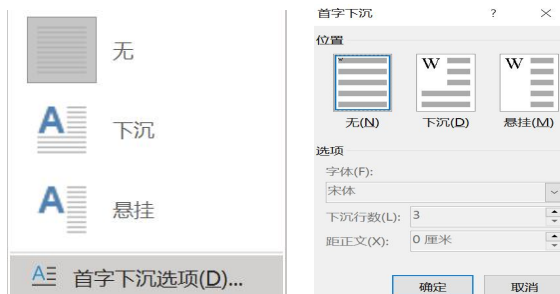 无
下沉
悬挂
首字下沉选项(D)...
首字下沉 ? ×
位置
W W W
无(N) 下沉(D) 悬挂(M)
选项
字体(F):
宋体
下沉行数(L): 3
距正文(X): 0 厘米
确定 取消